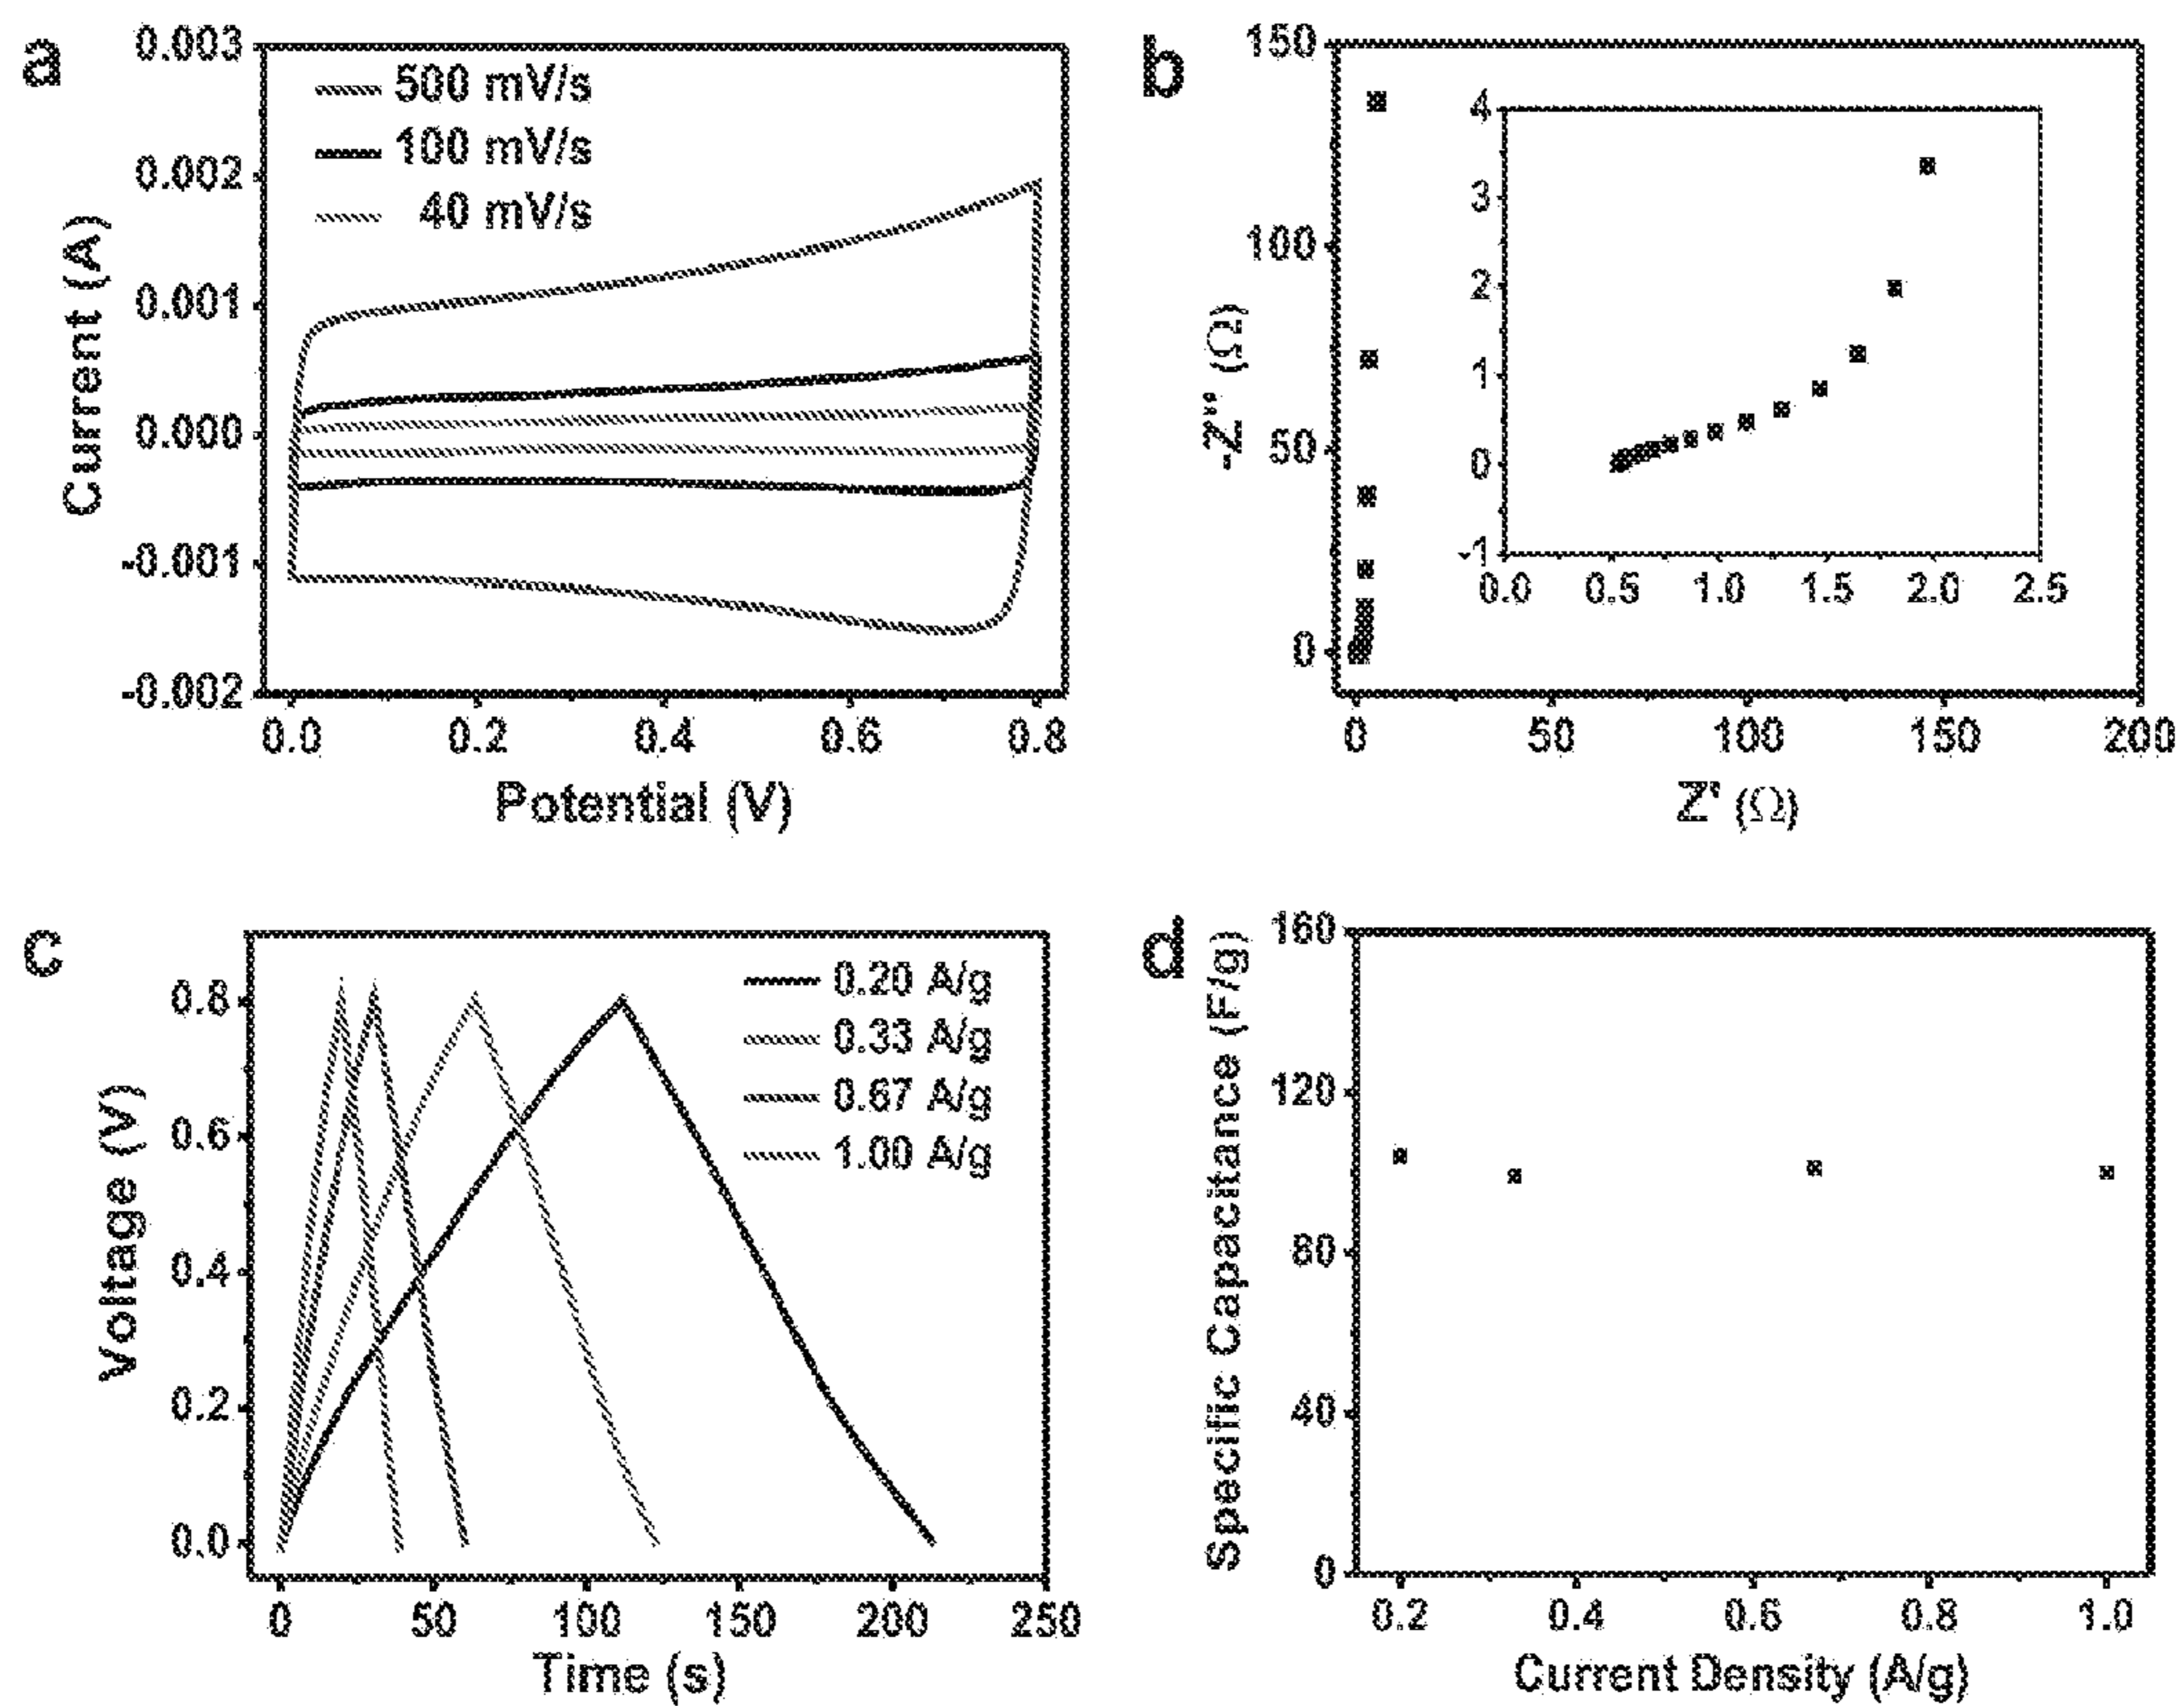 a
0.003
0.002
0.001
0.000
-0.001
-0.002
Current (A)
500 mV/s
100 mV/s
40 mV/s
0.0 0.2 0.4 0.6 0.8
Potential (V)
b
150
100
50
0
-Z'' (Ω)
4
3
2
1
0
-1
0.0 0.5 1.0 1.5 2.0 2.5
0 50 100 150 200
Z' (Ω)
c
0.8
0.6
0.4
0.2
0.0
Voltage (V)
0.20 A/g
0.33 A/g
0.67 A/g
1.00 A/g
0 50 100 150 200 250
Time (s)
d
160
120
80
40
0
Specific Capacitance (F/g)
0.2 0.4 0.6 0.8 1.0
Current Density (A/g)